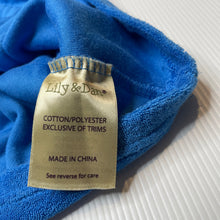 Lily & Dan
COTTON/POLYESTER
EXCLUSIVE OF TRIMS
MADE IN CHINA
See reverse for care